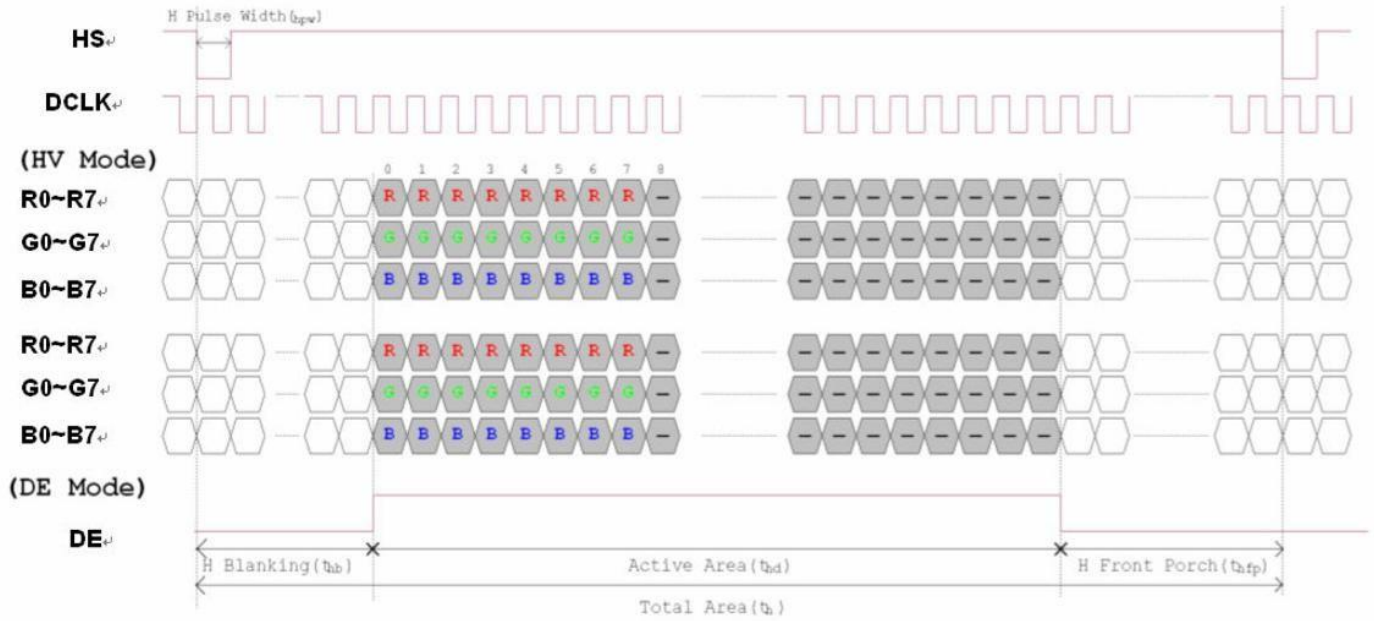 H Pulse Width(thpw)
HS↵
DCLK↵
(HV Mode)
0 1 2 3 4 5 6 7 8
R0~R7↵ R R R R R R R R – – – – – – – – –
G0~G7↵ G G G G G G G G – – – – – – – – –
B0~B7↵ B B B B B B B B – – – – – – – – –
R0~R7↵ R R R R R R R R – – – – – – – – –
G0~G7↵ G G G G G G G G – – – – – – – – –
B0~B7↵ B B B B B B B B – – – – – – – – –
(DE Mode)
DE↵
H Blanking(thb) Active Area(thd) H Front Porch(thfp)
Total Area(th)